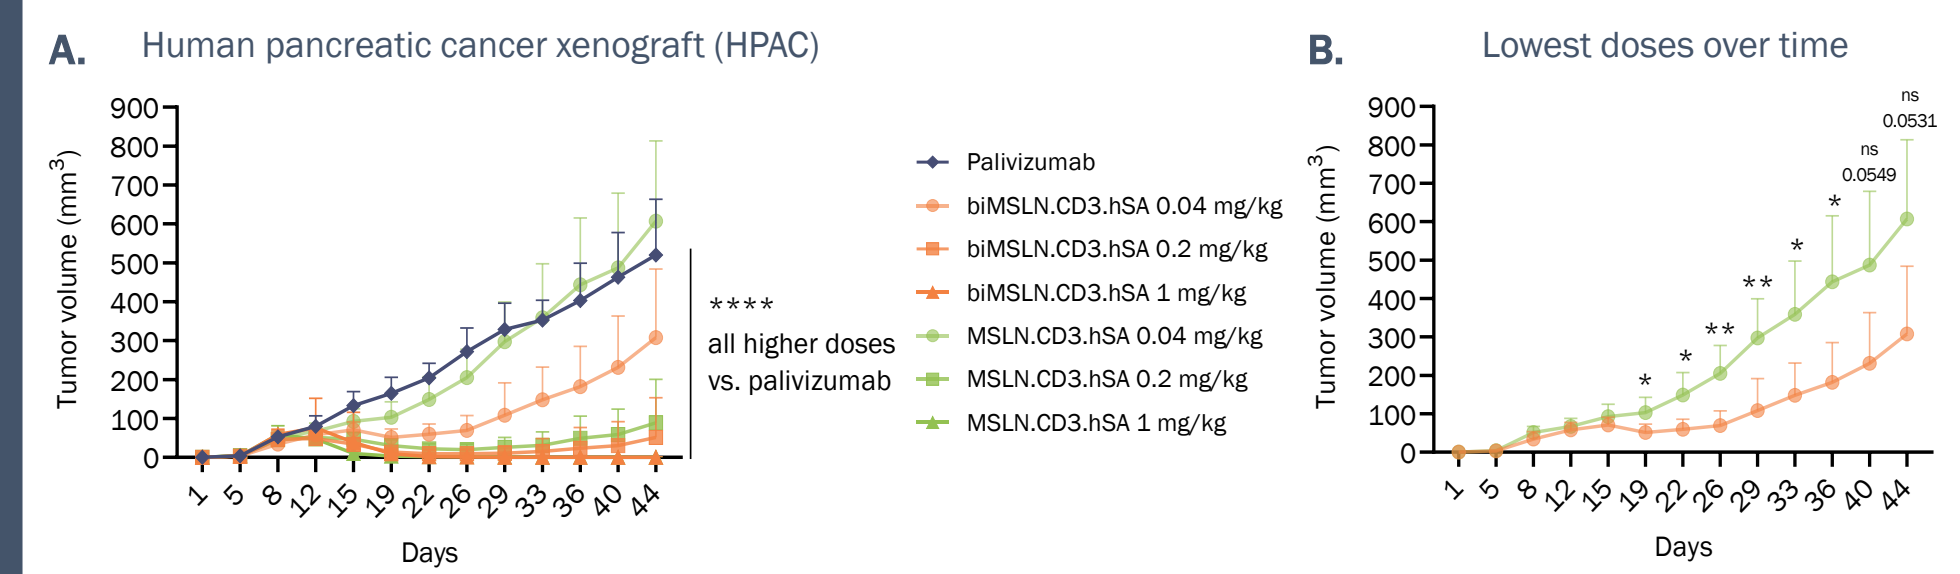 A. Human pancreatic cancer xenograft (HPAC)
Tumor volume (mm³)
900
800
700
600
500
400
300
200
100
0
1 5 8 12 15 19 22 26 29 33 36 40 44
Days
****
all higher doses
vs. palivizumab
Palivizumab
biMSLN.CD3.hSA 0.04 mg/kg
biMSLN.CD3.hSA 0.2 mg/kg
biMSLN.CD3.hSA 1 mg/kg
MSLN.CD3.hSA 0.04 mg/kg
MSLN.CD3.hSA 0.2 mg/kg
MSLN.CD3.hSA 1 mg/kg
B. Lowest doses over time
Tumor volume (mm³)
900
800
700
600
500
400
300
200
100
0
* * ** ** * *
ns
0.0549
ns
0.0531
1 5 8 12 15 19 22 26 29 33 36 40 44
Days